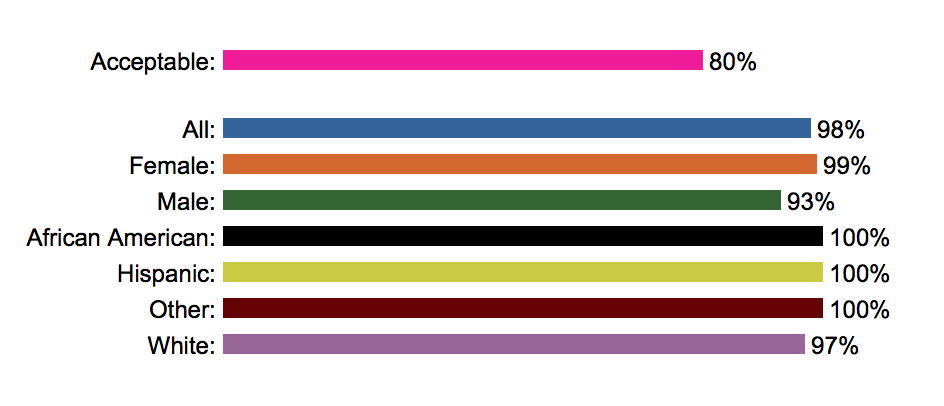 Acceptable: 80%
All: 98%
Female: 99%
Male: 93%
African American: 100%
Hispanic: 100%
Other: 100%
White: 97%